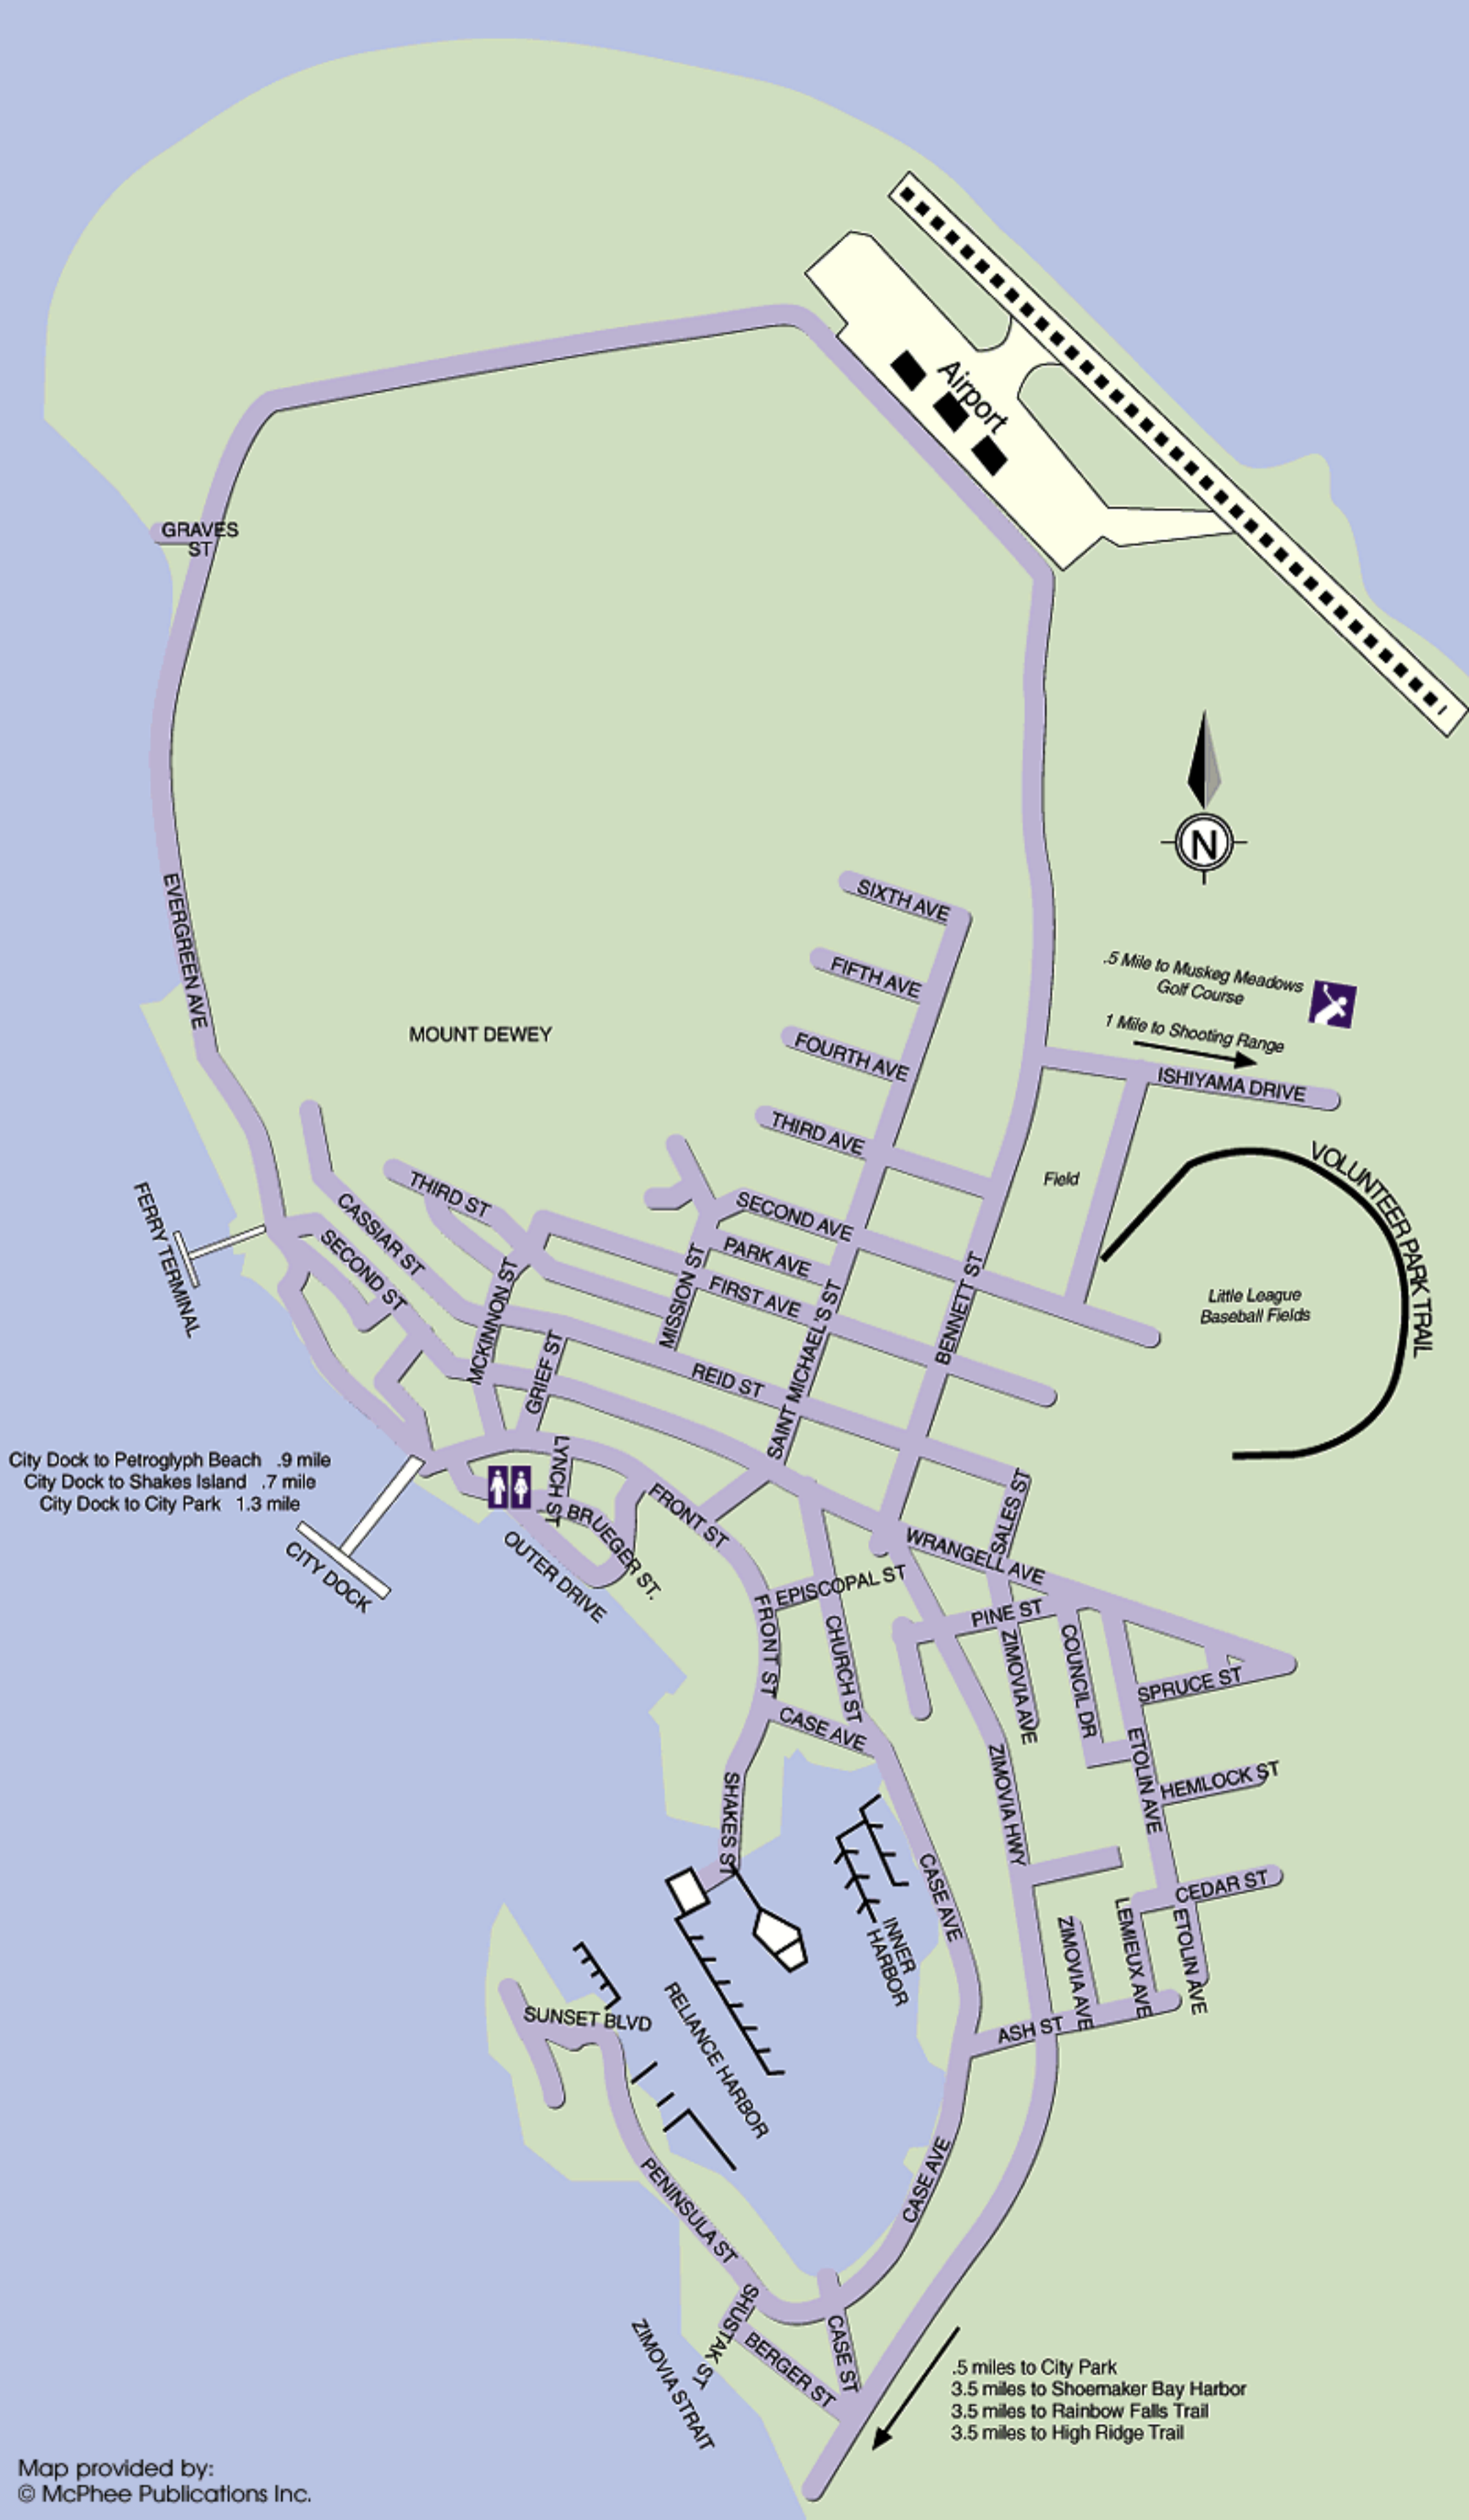 Airport
GRAVES
ST
N
EVERGREEN AVE
SIXTH AVE
FIFTH AVE
FOURTH AVE
THIRD AVE
SECOND AVE
PARK AVE
FIRST AVE
MOUNT DEWEY
.5 Mile to Muskeg Meadows
Golf Course
1 Mile to Shooting Range
ISHIYAMA DRIVE
VOLUNTEER PARK TRAIL
Field
Little League
Baseball Fields
FERRY TERMINAL
THIRD ST
CASSIAR ST
SECOND ST
MCKINNON ST
GRIEF ST
MISSION ST
REID ST
SAINT MICHAEL'S ST
BENNETT ST
City Dock to Petroglyph Beach .9 mile
City Dock to Shakes Island .7 mile
City Dock to City Park 1.3 mile
CITY DOCK
LYNCH ST
BRUEGER ST.
OUTER DRIVE
FRONT ST
SALES ST
WRANGELL AVE
EPISCOPAL ST
FRONT ST
CHURCH ST
PINE ST
ZIMOVIA AVE
COUNCIL DR
SPRUCE ST
CASE AVE
ETOLIN AVE
HEMLOCK ST
SHAKES ST
ZIMOVIA HWY
CASE AVE
INNER
HARBOR
CEDAR ST
LEMIEUX AVE
ETOLIN AVE
ZIMOVIA AVE
ASH ST
SUNSET BLVD
RELIANCE HARBOR
PENINSULA ST
CASE AVE
SHUSTAK ST
BERGER ST
CASE ST
ZIMOVIA STRAIT
.5 miles to City Park
3.5 miles to Shoemaker Bay Harbor
3.5 miles to Rainbow Falls Trail
3.5 miles to High Ridge Trail
Map provided by:
© McPhee Publications Inc.